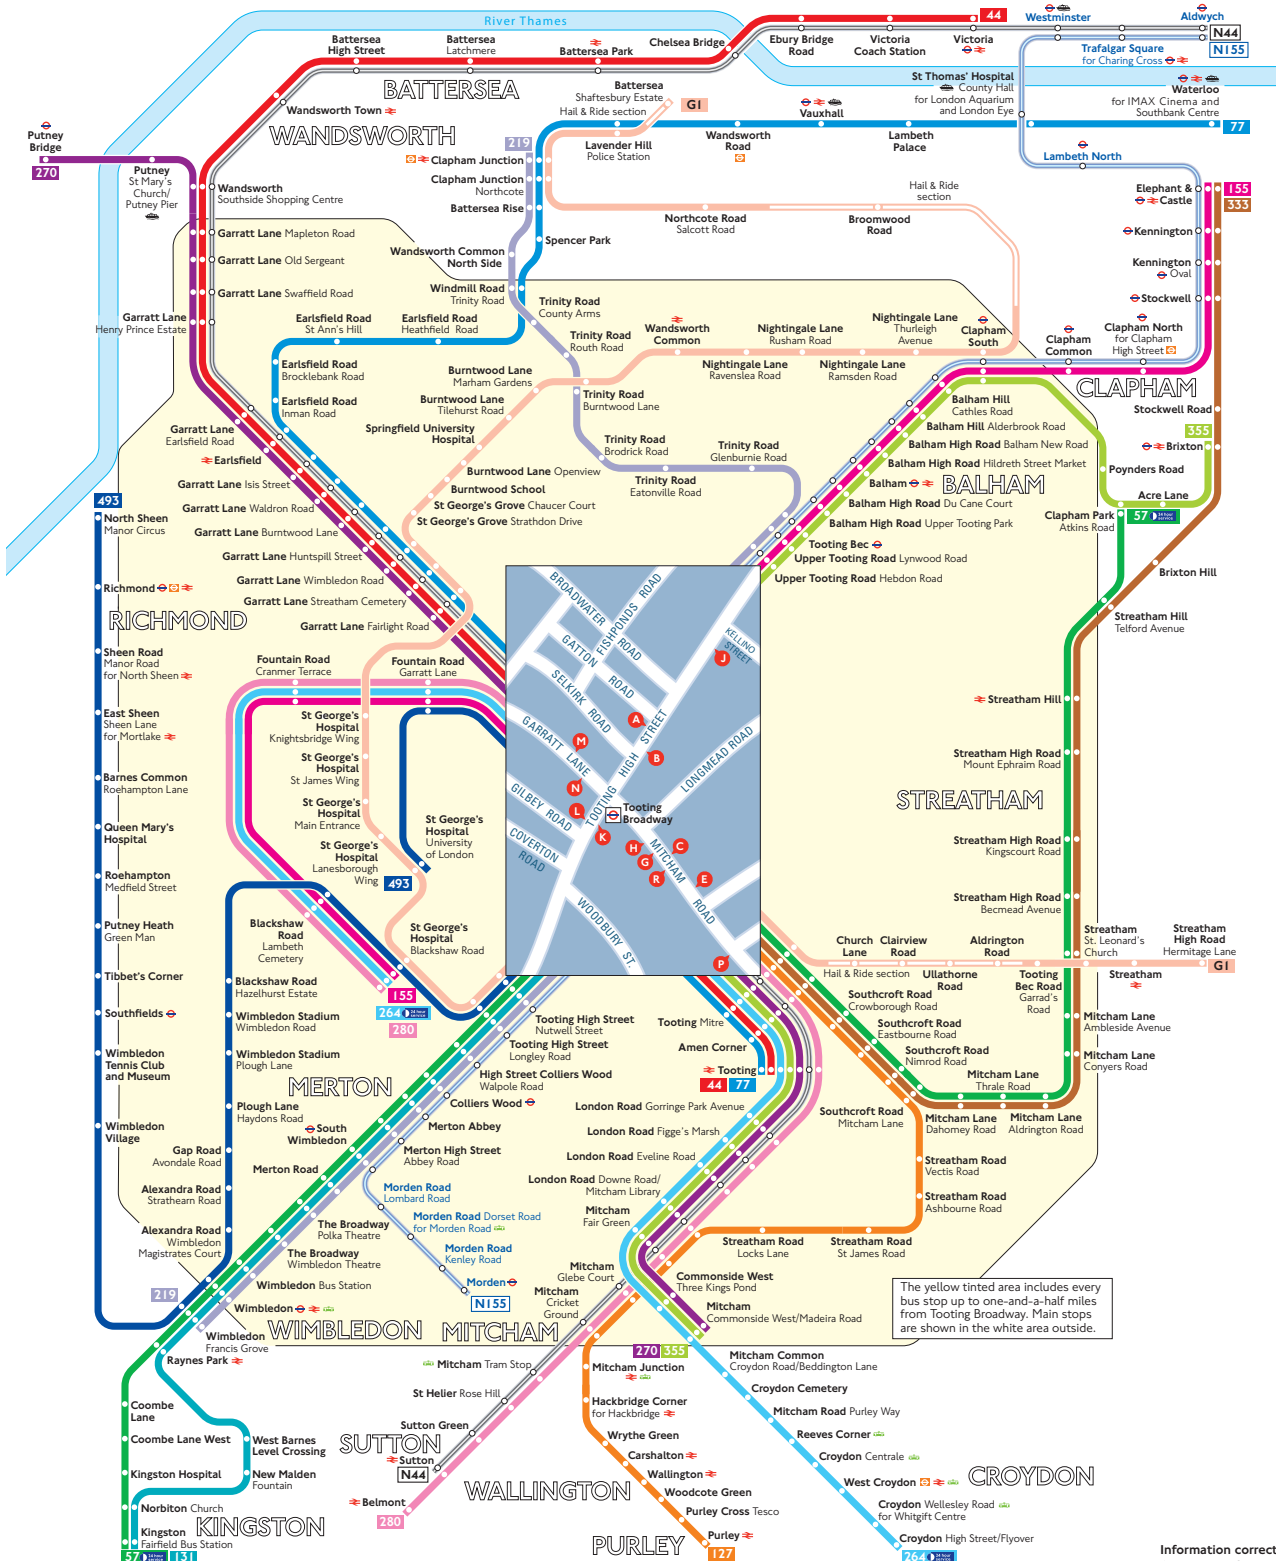 River Thames
44
Westminster
Aldwych
N44
N155
Trafalgar Square
for Charing Cross
Battersea
High Street
Battersea
Latchmere
Battersea Park
Chelsea Bridge
Ebury Bridge
Road
Victoria
Coach Station
Victoria
BATTERSEA
Battersea
Shaftesbury Estate
Hail & Ride section
G1
St Thomas' Hospital
County Hall
for London Aquarium
and London Eye
Waterloo
for IMAX Cinema and
Southbank Centre
77
Wandsworth Town
WANDSWORTH
Putney
Bridge
270
Putney
St Mary's
Church/
Putney Pier
219
Clapham Junction
Clapham Junction
Northcote
Battersea Rise
Lavender Hill
Police Station
Wandsworth
Road
Vauxhall
Lambeth
Palace
Lambeth North
Wandsworth
Southside Shopping Centre
Hail & Ride
section
Northcote Road
Salcott Road
Broomwood
Road
Elephant &
Castle
155
333
Kennington
Kennington
Oval
Stockwell
Garratt Lane Mapleton Road
Garratt Lane Old Sergeant
Garratt Lane Swaffield Road
Garratt Lane
Henry Prince Estate
Spencer Park
Wandsworth Common
North Side
Windmill Road
Trinity Road
Earlsfield Road
St Ann's Hill
Earlsfield Road
Heathfield Road
Trinity Road
County Arms
Trinity Road
Routh Road
Wandsworth
Common
Nightingale Lane
Rusham Road
Nightingale Lane
Thurleigh
Avenue
Clapham
South
Clapham
Common
Clapham North
for Clapham
High Street
Nightingale Lane
Ravenslea Road
Nightingale Lane
Ramsden Road
CLAPHAM
Earlsfield Road
Brocklebank Road
Earlsfield Road
Inman Road
Burntwood Lane
Marham Gardens
Burntwood Lane
Tilehurst Road
Springfield University
Hospital
Trinity Road
Burntwood Lane
Trinity Road
Brodrick Road
Trinity Road
Glenburnie Road
Trinity Road
Eatonville Road
Balham Hill
Cathles Road
Balham Hill Alderbrook Road
Balham High Road Balham New Road
Balham High Road Hildreth Street Market
Balham
BALHAM
Balham High Road Du Cane Court
Balham High Road Upper Tooting Park
Tooting Bec
Upper Tooting Road Lynwood Road
Upper Tooting Road Hebdon Road
Stockwell Road
355
Brixton
Poynders Road
Acre Lane
Clapham Park
Atkins Road
57
24 hour
service
Brixton Hill
Streatham Hill
Telford Avenue
Garratt Lane
Earlsfield Road
Earlsfield
Garratt Lane Isis Street
Garratt Lane Waldron Road
Garratt Lane Burntwood Lane
Garratt Lane Huntspill Street
Garratt Lane Wimbledon Road
Garratt Lane Streatham Cemetery
Garratt Lane Fairlight Road
Burntwood Lane Openview
Burntwood School
St George's Grove Chaucer Court
St George's Grove Strathdon Drive
493
North Sheen
Manor Circus
Richmond
RICHMOND
Sheen Road
Manor Road
for North Sheen
East Sheen
Sheen Lane
for Mortlake
Barnes Common
Roehampton Lane
Queen Mary's
Hospital
Roehampton
Medfield Street
Putney Heath
Green Man
Tibbet's Corner
Southfields
Wimbledon
Tennis Club
and Museum
Wimbledon
Village
Fountain Road
Cranmer Terrace
Fountain Road
Garratt Lane
St George's
Hospital
Knightsbridge Wing
St George's
Hospital
St James Wing
St George's
Hospital
Main Entrance
St George's
Hospital
Lanesborough
Wing
493
St George's
Hospital
University
of London
St George's
Hospital
Blackshaw Road
Blackshaw
Road
Lambeth
Cemetery
155
264
24 hour
service
280
BROADWATER ROAD
FISHPONDS ROAD
GATTON ROAD
SELKIRK ROAD
KELLINO
STREET
GARRATT LANE
TOOTING HIGH STREET
LONGMEAD ROAD
GILBEY ROAD
COVERTON
ROAD
MITCHAM ROAD
WOODBURY ST.
Tooting
Broadway
J
A
B
M
N
L
K
H
C
G
R
E
P
Streatham Hill
Streatham High Road
Mount Ephraim Road
STREATHAM
Streatham High Road
Kingscourt Road
Streatham High Road
Becmead Avenue
Streatham
St. Leonard's
Church
Streatham
High Road
Hermitage Lane
G1
Streatham
Church
Lane
Clairview
Road
Aldrington
Road
Hail & Ride section
Ullathorne
Road
Tooting
Bec Road
Garrad's
Road
Southcroft Road
Crowborough Road
Southcroft Road
Eastbourne Road
Southcroft Road
Nimrod Road
Mitcham Lane
Thrale Road
Mitcham Lane
Ambleside Avenue
Mitcham Lane
Conyers Road
Southcroft Road
Mitcham Lane
Mitcham Lane
Dahomey Road
Mitcham Lane
Aldrington Road
Streatham Road
Vectis Road
Streatham Road
Ashbourne Road
Streatham Road
Locks Lane
Streatham Road
St James Road
Blackshaw Road
Hazelhurst Estate
Wimbledon Stadium
Wimbledon Road
Wimbledon Stadium
Plough Lane
Plough Lane
Haydons Road
Gap Road
Avondale Road
Alexandra Road
Strathearn Road
Alexandra Road
Wimbledon
Magistrates Court
MERTON
South
Wimbledon
Merton Road
Tooting High Street
Nutwell Street
Tooting High Street
Longley Road
High Street Colliers Wood
Walpole Road
Colliers Wood
Merton Abbey
Merton High Street
Abbey Road
Morden Road
Lombard Road
Morden Road Dorset Road
for Morden Road
Morden Road
Kenley Road
Morden
N155
Tooting Mitre
Amen Corner
Tooting
44
77
London Road Gorringe Park Avenue
London Road Figge's Marsh
London Road Eveline Road
London Road Downe Road/
Mitcham Library
Mitcham
Fair Green
Mitcham
Glebe Court
Mitcham
Cricket
Ground
Commonside West
Three Kings Pond
Mitcham
Commonside West/Madeira Road
The Broadway
Polka Theatre
The Broadway
Wimbledon Theatre
Wimbledon Bus Station
219
Wimbledon
Wimbledon
Francis Grove
WIMBLEDON
MITCHAM
Raynes Park
The yellow tinted area includes every
bus stop up to one-and-a-half miles
from Tooting Broadway. Main stops
are shown in the white area outside.
270
355
Mitcham Tram Stop
St Helier Rose Hill
Sutton Green
SUTTON
Sutton
N44
Belmont
280
Mitcham Junction
Hackbridge Corner
for Hackbridge
Wrythe Green
Carshalton
Wallington
Woodcote Green
Purley Cross Tesco
Purley
127
WALLINGTON
PURLEY
Mitcham Common
Croydon Road/Beddington Lane
Croydon Cemetery
Mitcham Road Purley Way
Reeves Corner
Croydon Centrale
West Croydon
CROYDON
Croydon Wellesley Road
for Whitgift Centre
Croydon High Street/Flyover
264
24 hour
service
Coombe
Lane
Coombe Lane West
Kingston Hospital
Norbiton Church
Kingston
Fairfield Bus Station
KINGSTON
West Barnes
Level Crossing
New Malden
Fountain
57
24 hour
service
131
Information correct